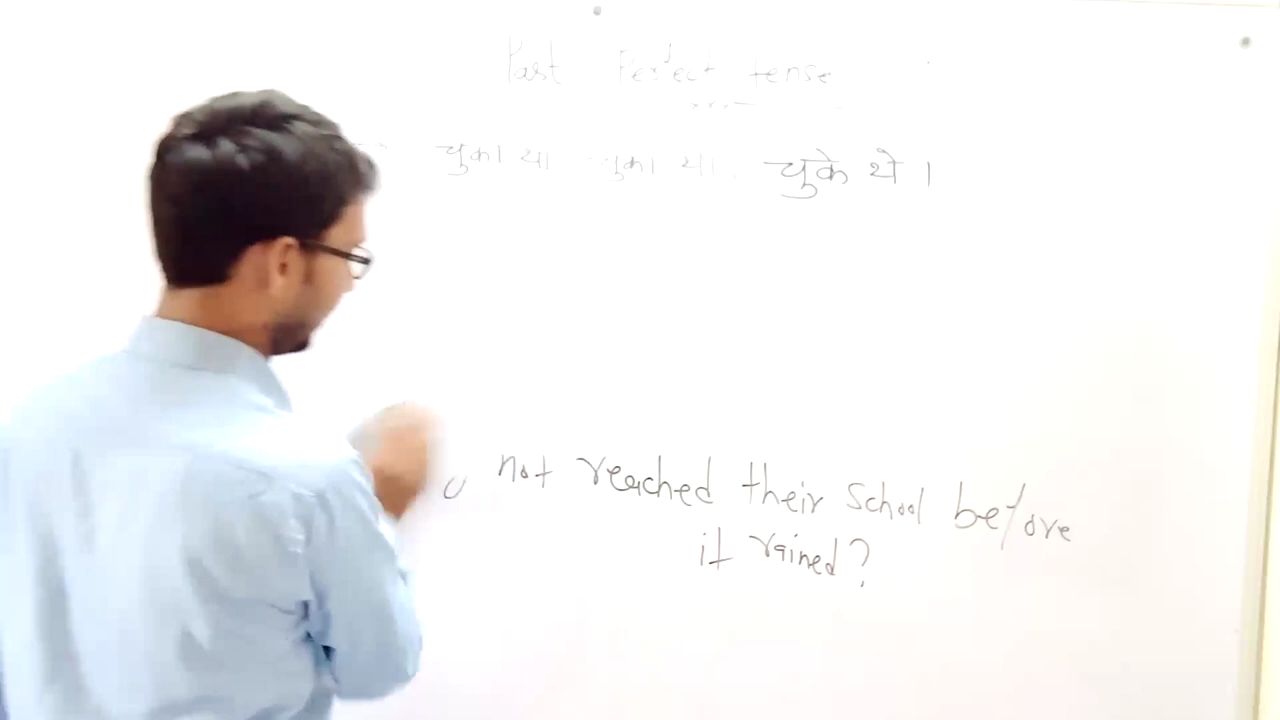 Past Perfect tense
चुका था चुका था चुके थे।
not reached their school before
it rained?